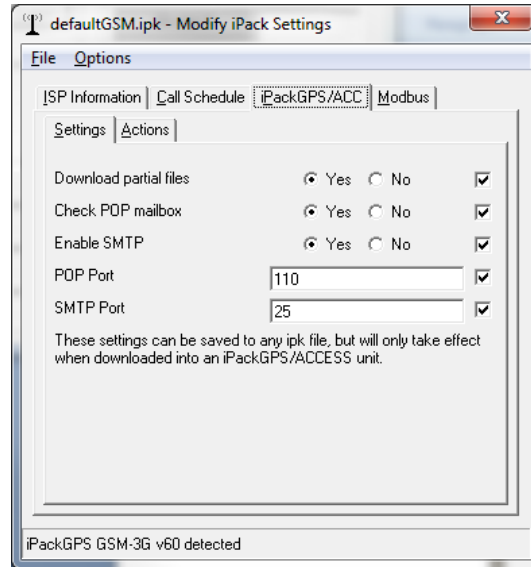 defaultGSM.ipk - Modify iPack Settings
File Options
ISP Information Call Schedule iPackGPS/ACC Modbus
Settings Actions
Download partial files Yes No
Check POP mailbox Yes No
Enable SMTP Yes No
POP Port 110
SMTP Port 25
These settings can be saved to any ipk file, but will only take effect
when downloaded into an iPackGPS/ACCESS unit.
iPackGPS GSM-3G v60 detected